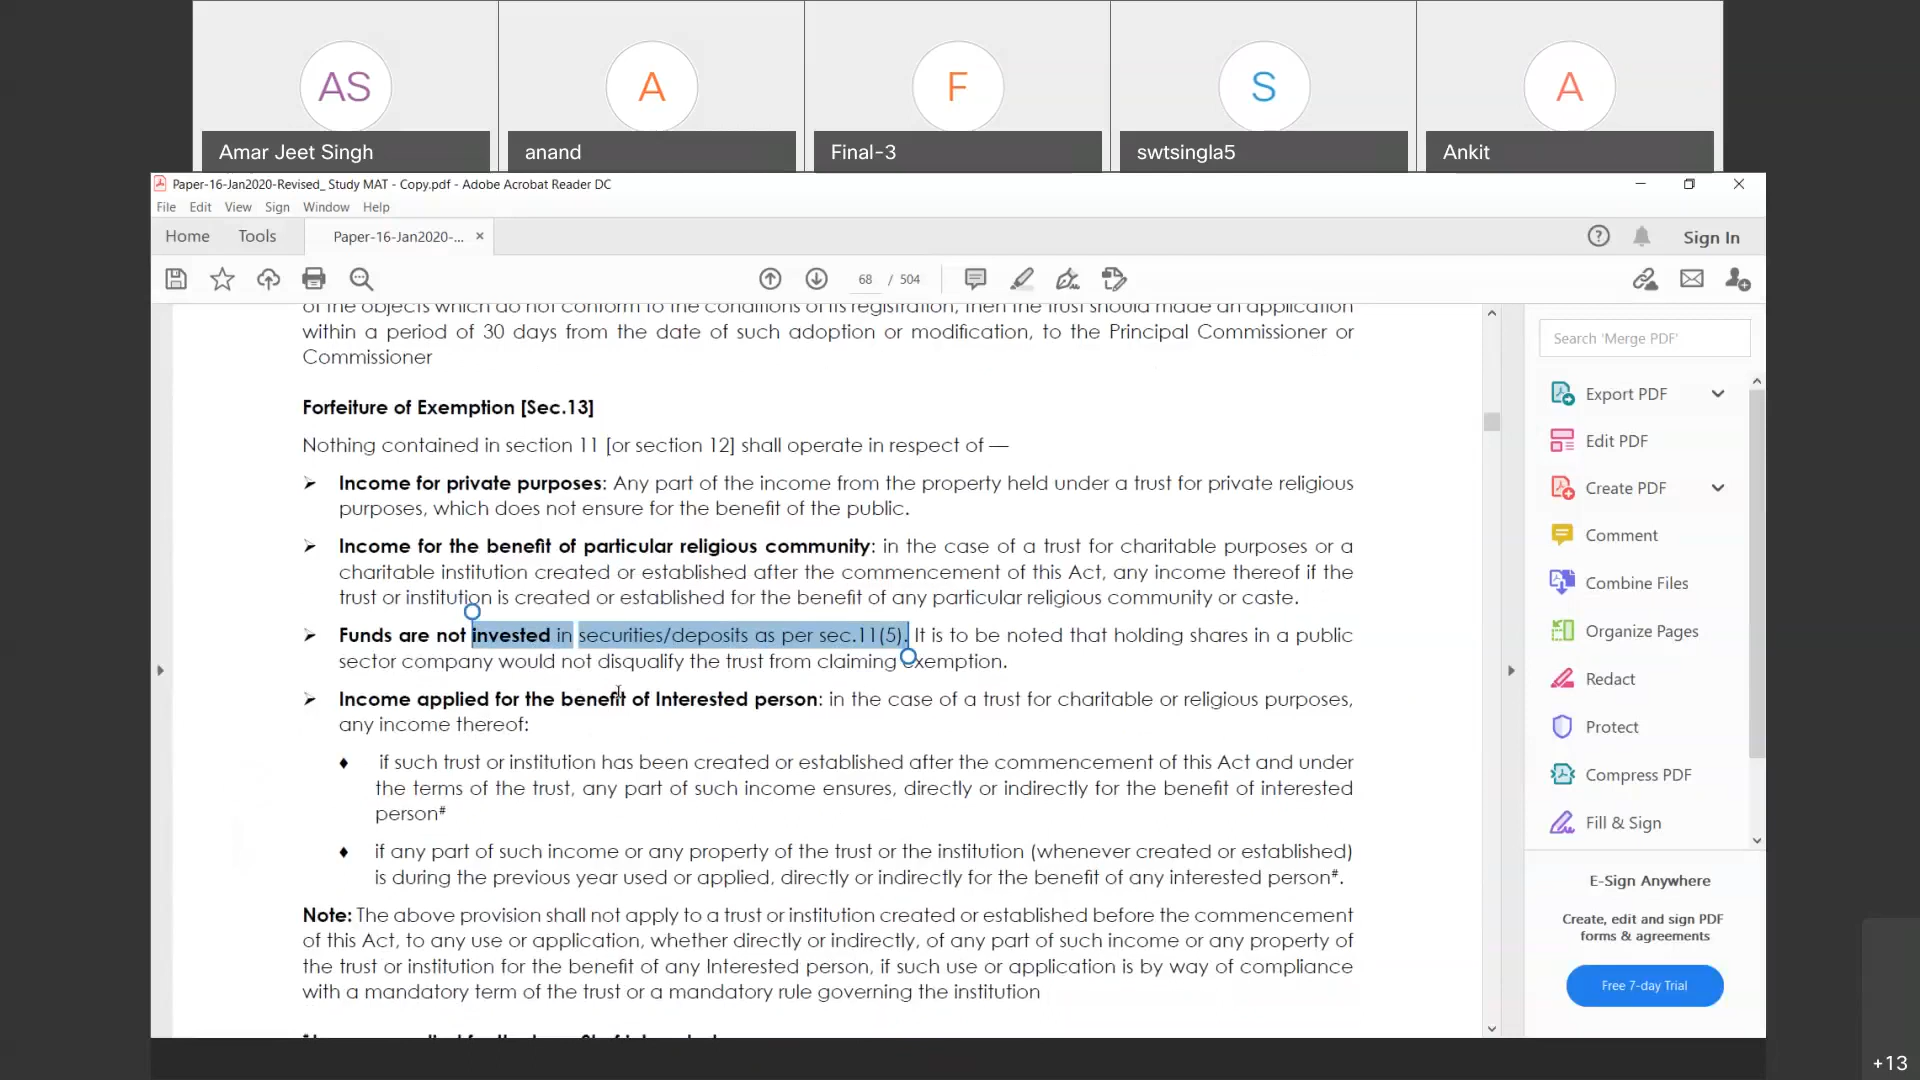 AS
A
F
S
A
Amar Jeet Singh
anand
Final-3
swtsingla5
Ankit
Paper-16-Jan2020-Revised_ Study MAT - Copy.pdf - Adobe Acrobat Reader DC
File Edit View Sign Window Help
Home Tools Paper-16-Jan2020-... × Sign In
68 / 504
of the objects which do not conform to the conditions of its registration, then the trust should made an application
within a period of 30 days from the date of such adoption or modification, to the Principal Commissioner or
Commissioner
Forfeiture of Exemption [Sec.13]
Nothing contained in section 11 [or section 12] shall operate in respect of —
➢ Income for private purposes: Any part of the income from the property held under a trust for private religious
purposes, which does not ensure for the benefit of the public.
➢ Income for the benefit of particular religious community: in the case of a trust for charitable purposes or a
charitable institution created or established after the commencement of this Act, any income thereof if the
trust or institution is created or established for the benefit of any particular religious community or caste.
➢ Funds are not invested in securities/deposits as per sec.11(5). It is to be noted that holding shares in a public
sector company would not disqualify the trust from claiming exemption.
➢ Income applied for the benefit of Interested person: in the case of a trust for charitable or religious purposes,
any income thereof:
♦ if such trust or institution has been created or established after the commencement of this Act and under
the terms of the trust, any part of such income ensures, directly or indirectly for the benefit of interested
person#
♦ if any part of such income or any property of the trust or the institution (whenever created or established)
is during the previous year used or applied, directly or indirectly for the benefit of any interested person#.
Note: The above provision shall not apply to a trust or institution created or established before the commencement
of this Act, to any use or application, whether directly or indirectly, of any part of such income or any property of
the trust or institution for the benefit of any Interested person, if such use or application is by way of compliance
with a mandatory term of the trust or a mandatory rule governing the institution
Search 'Merge PDF'
Export PDF
Edit PDF
Create PDF
Comment
Combine Files
Organize Pages
Redact
Protect
Compress PDF
Fill & Sign
E-Sign Anywhere
Create, edit and sign PDF
forms & agreements
Free 7-day Trial
+13